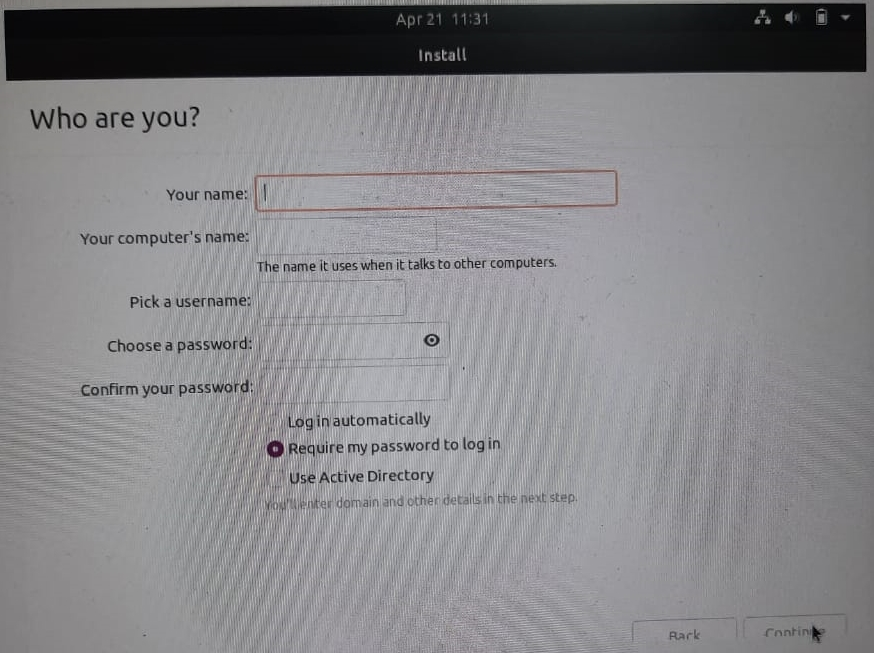 Apr 21 11:31
Install
Who are you?
Your name:
Your computer's name:
The name it uses when it talks to other computers.
Pick a username:
Choose a password:
Confirm your password:
Log in automatically
Require my password to log in
Use Active Directory
You'll enter domain and other details in the next step.
Back
Continue